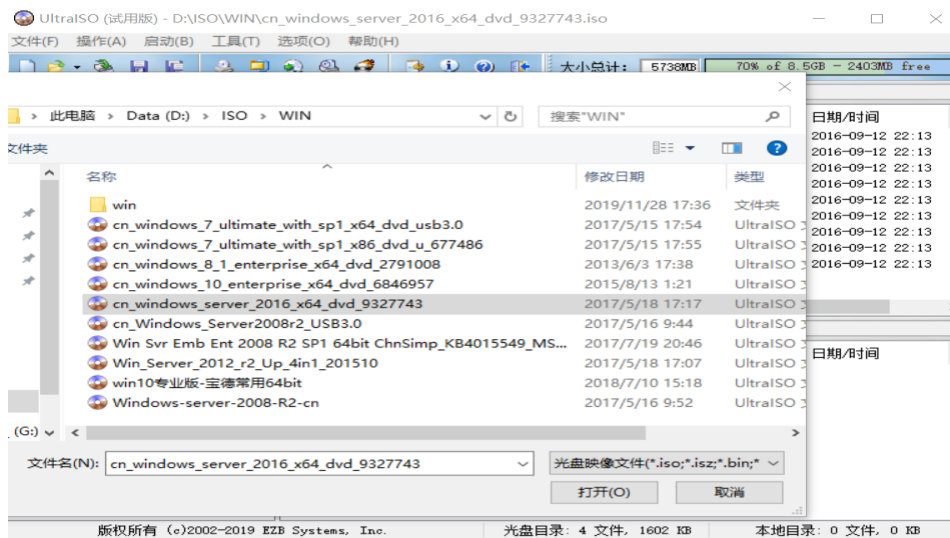 UltraISO (试用版) - D:\ISO\WIN\cn_windows_server_2016_x64_dvd_9327743.iso
文件(F) 操作(A) 启动(B) 工具(T) 选项(O) 帮助(H)
大小总计: 5738MB 70% of 8.5GB - 2403MB free
> 此电脑 > Data (D:) > ISO > WIN 搜索"WIN"
文件夹
名称 修改日期 类型
win 2019/11/28 17:36 文件夹
cn_windows_7_ultimate_with_sp1_x64_dvd_usb3.0 2017/5/15 17:54 UltraISO
cn_windows_7_ultimate_with_sp1_x86_dvd_u_677486 2017/5/15 17:55 UltraISO
cn_windows_8_1_enterprise_x64_dvd_2791008 2013/6/3 17:38 UltraISO
cn_windows_10_enterprise_x64_dvd_6846957 2015/8/13 1:21 UltraISO
cn_windows_server_2016_x64_dvd_9327743 2017/5/18 17:17 UltraISO
cn_Windows_Server2008r2_USB3.0 2017/5/16 9:44 UltraISO
Win Svr Emb Ent 2008 R2 SP1 64bit ChnSimp_KB4015549_MS... 2017/7/19 20:46 UltraISO
Win_Server_2012_r2_Up_4in1_201510 2017/5/18 17:07 UltraISO
win10专业版-宝德常用64bit 2018/7/10 15:18 UltraISO
Windows-server-2008-R2-cn 2017/5/16 9:52 UltraISO
(G:)
文件名(N): cn_windows_server_2016_x64_dvd_9327743 光盘映像文件(*.iso;*.isz;*.bin;*
打开(O) 取消
日期/时间
2016-09-12 22:13
2016-09-12 22:13
2016-09-12 22:13
2016-09-12 22:13
2016-09-12 22:13
2016-09-12 22:13
2016-09-12 22:13
2016-09-12 22:13
2016-09-12 22:13
日期/时间
版权所有 (c)2002-2019 EZB Systems, Inc. 光盘目录: 4 文件, 1602 KB 本地目录: 0 文件, 0 KB